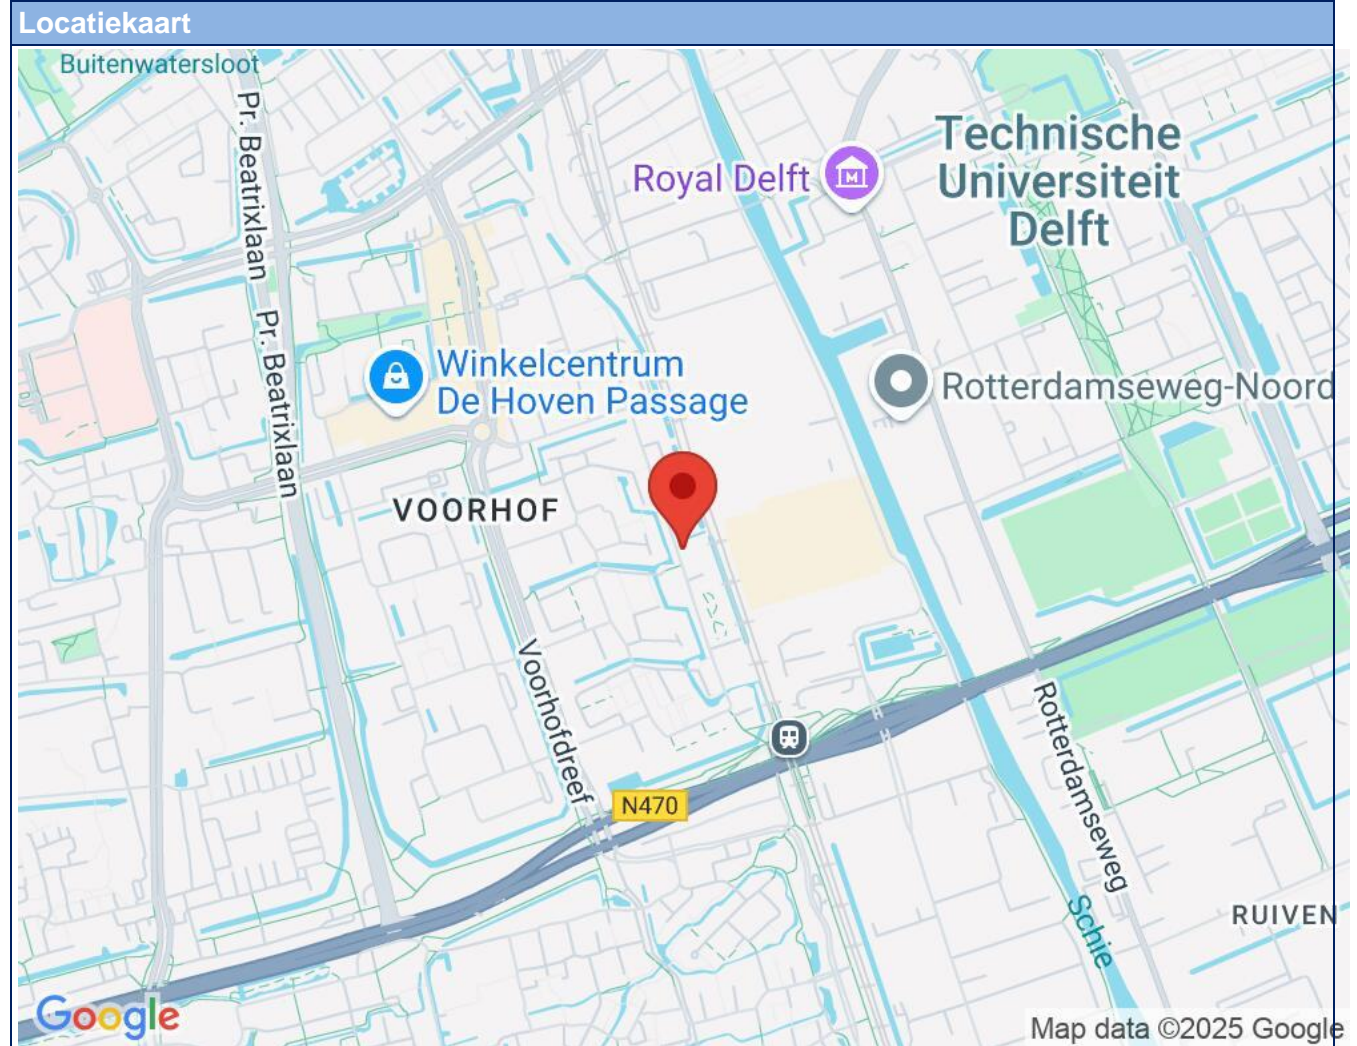 Locatiekaart
Buitenwatersloot
Pr. Beatrixlaan
Pr. Beatrixlaan
Royal Delft
Technische
Universiteit
Delft
Winkelcentrum
De Hoven Passage
Rotterdamseweg-Noord
VOORHOF
Voorhofdreef
N470
Rotterdamseweg
Schie
RUIVEN
Google
Map data ©2025 Google